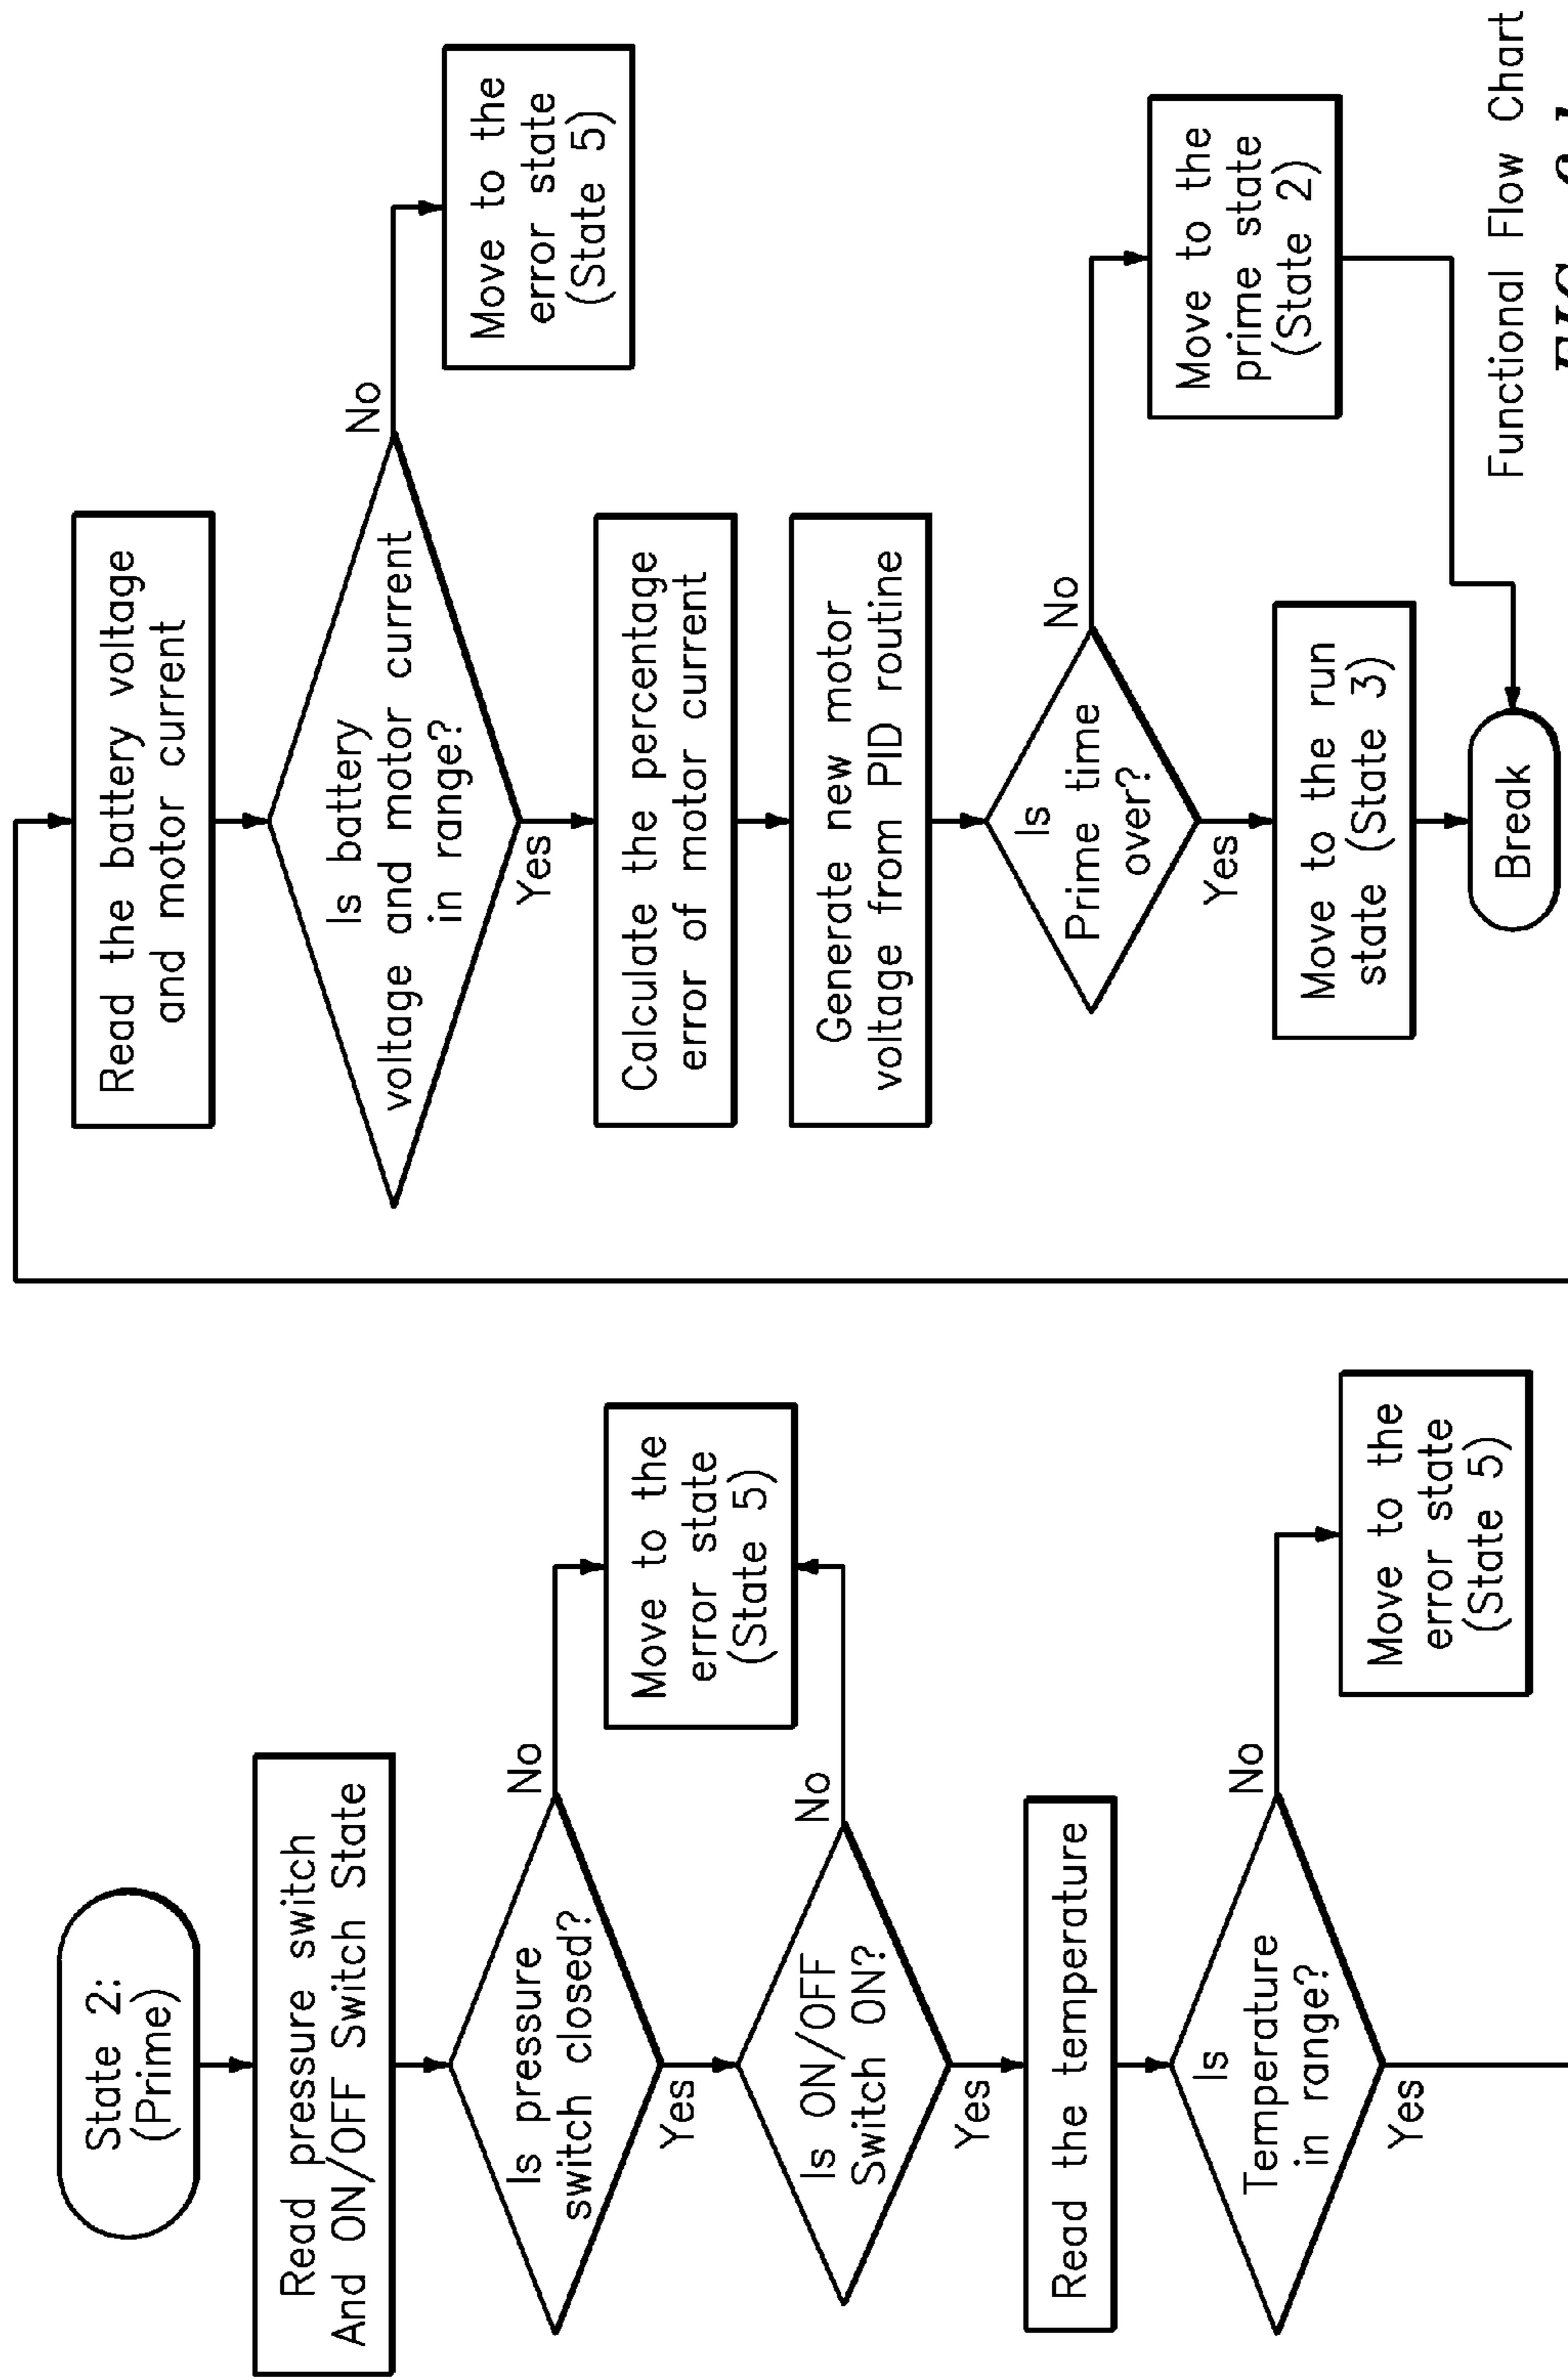 State 2:
(Prime)
Read pressure switch
And ON/OFF Switch State
Is pressure
switch closed?
No
Yes
Move to the
error state
(State 5)
Is ON/OFF
Switch ON?
No
Yes
Read the temperature
Is
Temperature
in range?
No
Yes
Move to the
error state
(State 5)
Read the battery voltage
and motor current
Is battery
voltage and motor current
in range?
No
Yes
Move to the
error state
(State 5)
Calculate the percentage
error of motor current
Generate new motor
voltage from PID routine
Is
Prime time
over?
No
Yes
Move to the
prime state
(State 2)
Move to the run
state (State 3)
Break
Functional Flow Chart